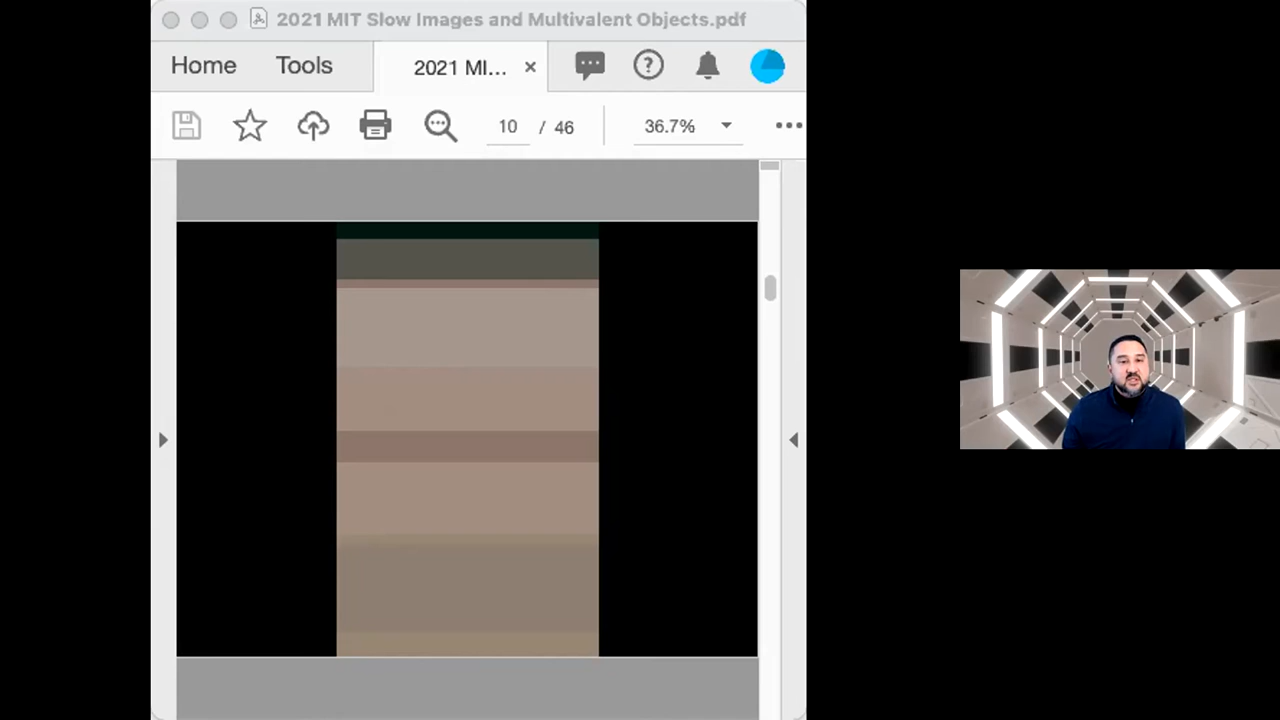 2021 MIT Slow Images and Multivalent Objects.pdf
Home Tools 2021 MI... ×
10 / 46 36.7%